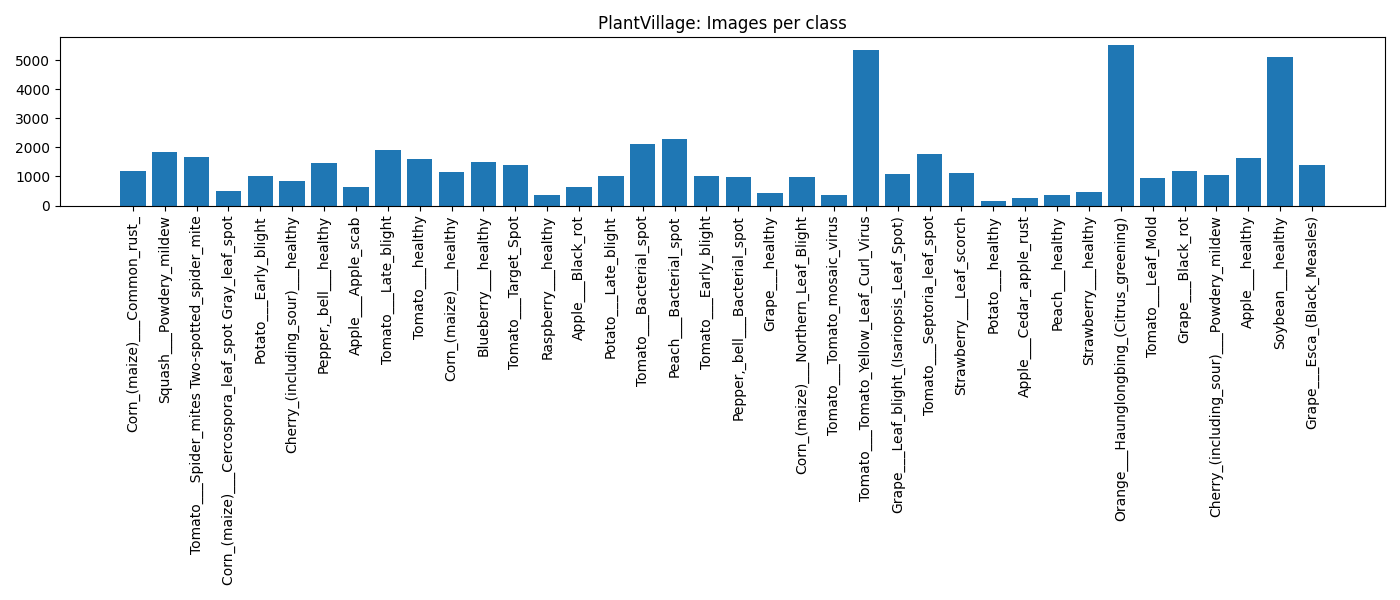 PlantVillage: Images per class
5000
4000
3000
2000
1000
0
Corn_(maize)___Common_rust_
Squash___Powdery_mildew
Tomato___Spider_mites Two-spotted_spider_mite
Corn_(maize)___Cercospora_leaf_spot Gray_leaf_spot
Potato___Early_blight
Cherry_(including_sour)___healthy
Pepper,_bell___healthy
Apple___Apple_scab
Tomato___Late_blight
Tomato___healthy
Corn_(maize)___healthy
Blueberry___healthy
Tomato___Target_Spot
Raspberry___healthy
Apple___Black_rot
Potato___Late_blight
Tomato___Bacterial_spot
Peach___Bacterial_spot
Tomato___Early_blight
Pepper,_bell___Bacterial_spot
Grape___healthy
Corn_(maize)___Northern_Leaf_Blight
Tomato___Tomato_mosaic_virus
Tomato___Tomato_Yellow_Leaf_Curl_Virus
Grape___Leaf_blight_(Isariopsis_Leaf_Spot)
Tomato___Septoria_leaf_spot
Strawberry___Leaf_scorch
Potato___healthy
Apple___Cedar_apple_rust
Peach___healthy
Strawberry___healthy
Orange___Haunglongbing_(Citrus_greening)
Tomato___Leaf_Mold
Grape___Black_rot
Cherry_(including_sour)___Powdery_mildew
Apple___healthy
Soybean___healthy
Grape___Esca_(Black_Measles)